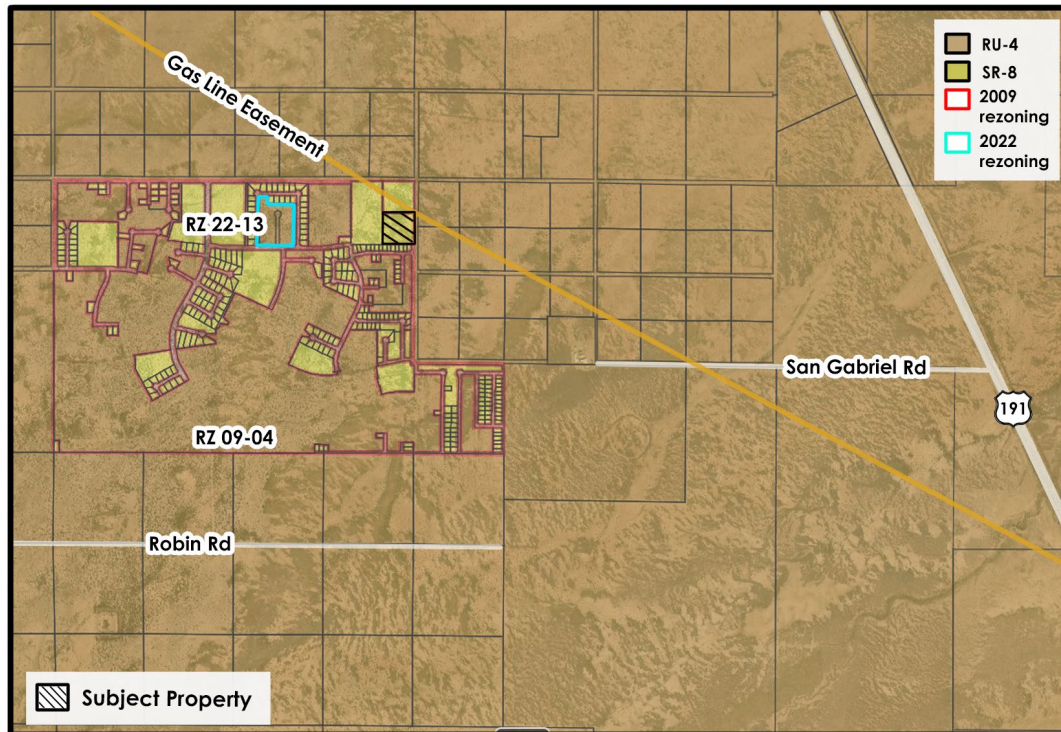 Gas Line Easement
RU-4
SR-8
2009
rezoning
2022
rezoning
RZ 22-13
San Gabriel Rd
191
RZ 09-04
Robin Rd
Subject Property